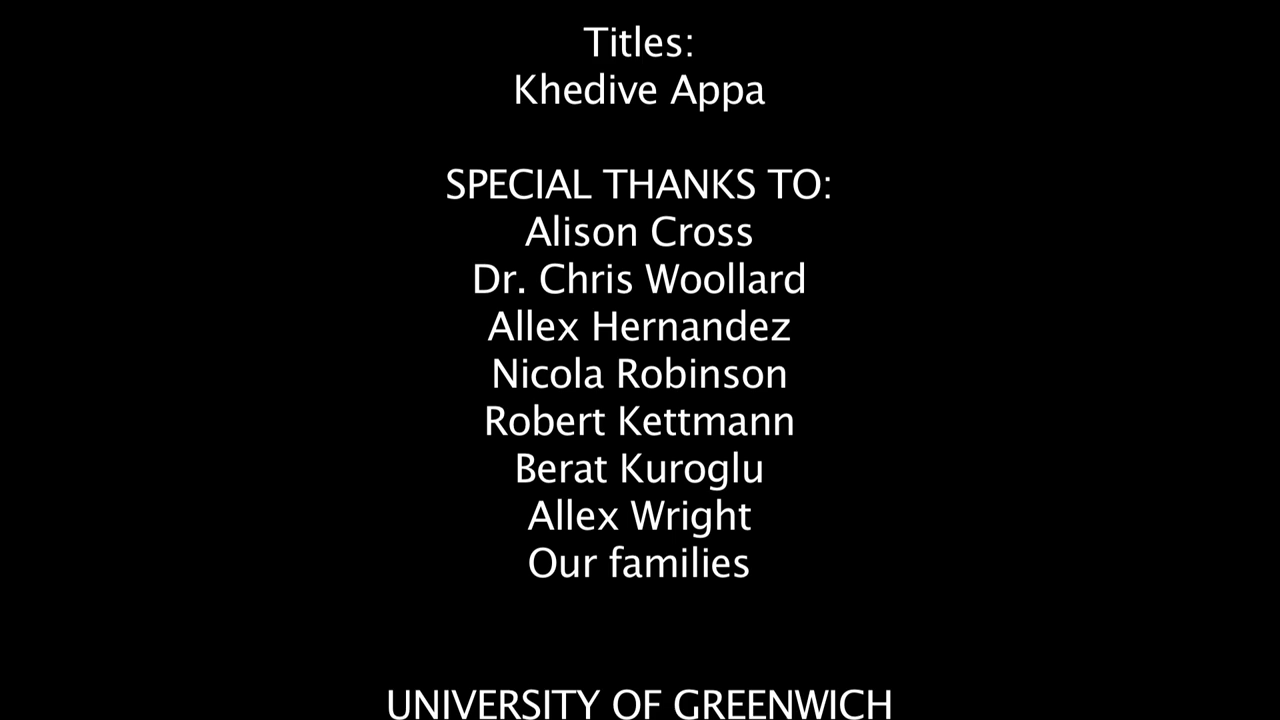 Titles:
Khedive Appa
SPECIAL THANKS TO:
Alison Cross
Dr. Chris Woollard
Allex Hernandez
Nicola Robinson
Robert Kettmann
Berat Kuroglu
Allex Wright
Our families
UNIVERSITY OF GREENWICH